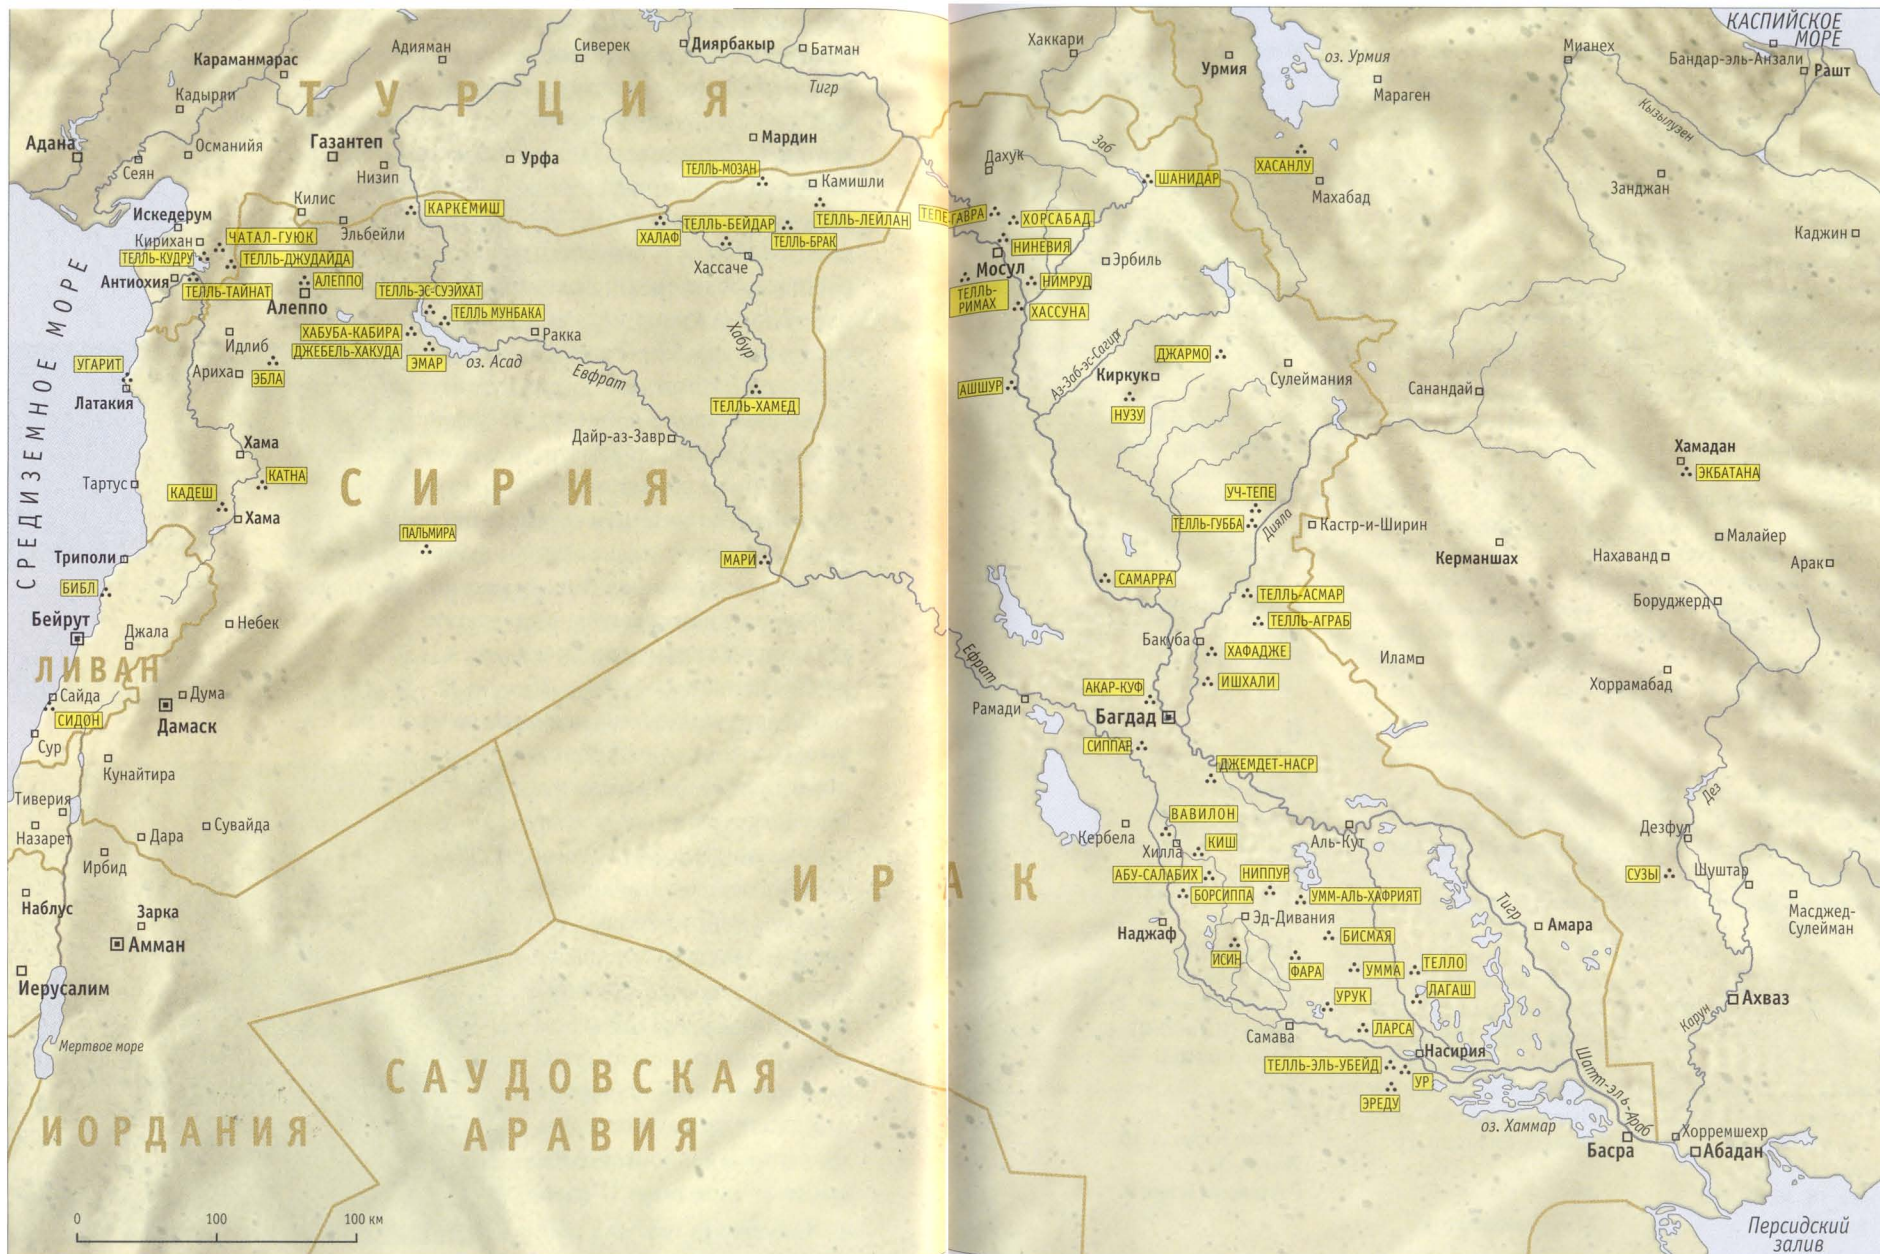 КАСПИЙСКОЕ
МОРЕ
Хаккари
Урмия
оз. Урмия
Мараген
Мианех
Бандар-эль-Анзали
Рашт
Кызылузен
Караманмарас
Адияман
Сиверек
Диярбакыр
Батман
Тигр
Кадырли
ТУРЦИЯ
Адана
Османийя
Сеян
Газантеп
Низип
Урфа
Мардин
ТЕЛЛЬ-МОЗАН
Камишли
Дахук
Заб
ШАНИДАР
ХАСАНЛУ
Махабад
Занджан
Каджин
Искедерум
Килис
КАРКЕМИШ
Эльбейли
Кирихан
ЧАТАЛ-ГУЮК
ТЕЛЛЬ-КУДРУ
ТЕЛЛЬ-ДЖУДАЙДА
Антиохия
ТЕЛЛЬ-ТАЙНАТ
АЛЕППО
Алеппо
ХАЛАФ
ТЕЛЛЬ-БЕЙДАР
ТЕЛЛЬ-БРАК
ТЕЛЛЬ-ЛЕЙЛАН
Хассаче
ТЕПЕ ГАВРА
ХОРСАБАД
НИНЕВИЯ
Мосул
Эрбиль
НИМРУД
ТЕЛЛЬ-
РИМАХ
ХАССУНА
ТЕЛЛЬ-ЭС-СУЭЙХАТ
ТЕЛЛЬ МУНБАКА
ХАБУБА-КАБИРА
ДЖЕБЕЛЬ-ХАКУДА
ЭМАР
оз. Асад
Ракка
Евфрат
Хабур
СРЕДИЗЕМНОЕ МОРЕ
Идлиб
Ариха
ЭБЛА
УГАРИТ
Латакия
ТЕЛЛЬ-ХАМЕД
Дайр-аз-Завр
АШШУР
Аз-Заб-эс-Сагих
ДЖАРМО
Киркук
НУЗУ
Сулеймания
Санандай
Хамадан
ЭКБАТАНА
Хама
Тартус
КАТНА
КАДЕШ
Хама
СИРИЯ
ПАЛЬМИРА
МАРИ
УЧ-ТЕПЕ
ТЕЛЛЬ-ГУББА
Дияла
Кастр-и-Ширин
Керманшах
Нахаванд
Малайер
Арак
Триполи
БИБЛ
Бейрут
Джала
Небек
ЛИВАН
Сайда
СИДОН
Дума
Дамаск
Сур
Кунайтира
САМАРРА
ТЕЛЛЬ-АСМАР
ТЕЛЛЬ-АГРАБ
Бакуба
ХАФАДЖЕ
ИШХАЛИ
Илам
Боруджерд
Хоррамабад
Ефрат
Рамади
АКАР-КУФ
Багдад
СИППАР
ДЖЕМДЕТ-НАСР
Тиверия
Назарет
Дара
Сувайда
Ирбид
Наблус
Зарка
Амман
Иерусалим
Мертвое море
ИРАК
ВАВИЛОН
Кербела
Хилла
КИШ
АБУ-САЛАБИХ
НИППУР
БОРСИППА
УММ-АЛЬ-ХАФРИЯТ
Аль-Кут
Дез
Дезфул
СУЗЫ
Шуштар
Масджед-
Сулейман
Наджаф
Эд-Дивания
ИСИН
БИСМАЯ
ФАРА
УММА
ТЕЛЛО
ЛАГАШ
УРУК
ЛАРСА
Тигр
Амара
Ахваз
Карун
Самава
Насирия
ТЕЛЛЬ-ЭЛЬ-УБЕЙД
УР
ЭРЕДУ
оз. Хаммар
Шатт-эль-Араб
Басра
Хорремшехр
Абадан
САУДОВСКАЯ
АРАВИЯ
ИОРДАНИЯ
0 100 100 км
Персидский
залив